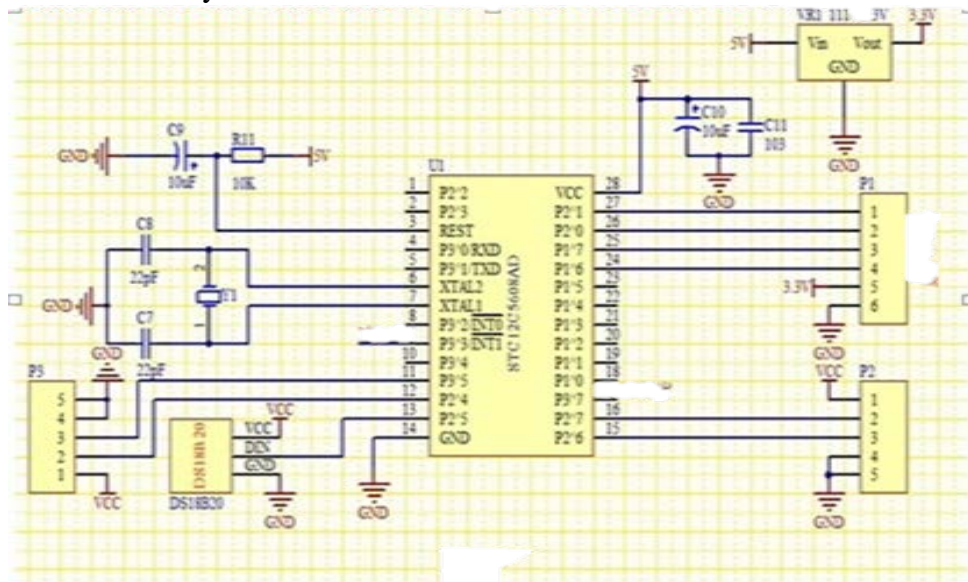 VR1 111 3V 3.3V
5V Vin Vout
GND
GND
5V
C10
10uF
C11
103
GND
C9
R11
GND 5V
10uF 10K
U1
1 P2^2 VCC 28
2 P2^3 P2^1 27
3 REST P2^0 26
4 P3^0/RXD P1^7 25
5 P3^1/TXD P1^6 24
6 XTAL2 P1^5 23
7 XTAL1 P1^4
8 P3^2/INT0 P1^3 21
P3^3/INT1 P1^2 20
10 P3^4 P1^1 19
11 P3^5 P1^0 18
12 P2^4 P3^7
13 P2^5 P2^7 16
14 GND P2^6 15
STC12C5608AD
C8
22pF
2
Y1
1
GND
C7
22pF
GND
P3
5
4
3
2
1
VCC
DS18B20
VCC
DIN
GND
VCC
DS18B20
GND
GND
P1
1
2
3
4
3.3V 5
6
GND
VCC
P2
1
2
3
4
5
GND